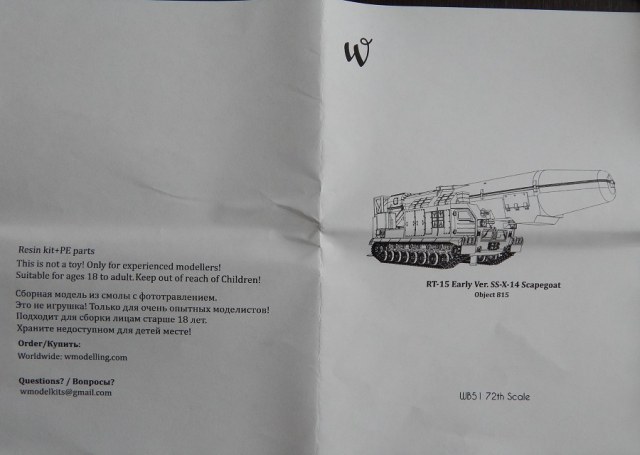 Resin kit+PE parts
This is not a toy! Only for experienced modellers!
Suitable for ages 18 to adult. Keep out of reach of Children!
Сборная модель из смолы с фототравлением.
Это не игрушка! Только для очень опытных моделистов!
Подходит для сборки лицам старше 18 лет.
Храните недоступном для детей месте!
Order/Купить:
Worldwide: wmodelling.com
Questions? / Вопросы?
wmodelkits@gmail.com
W
RT-15 Early Ver. SS-X-14 Scapegoat
Object 815
WB51 72th Scale